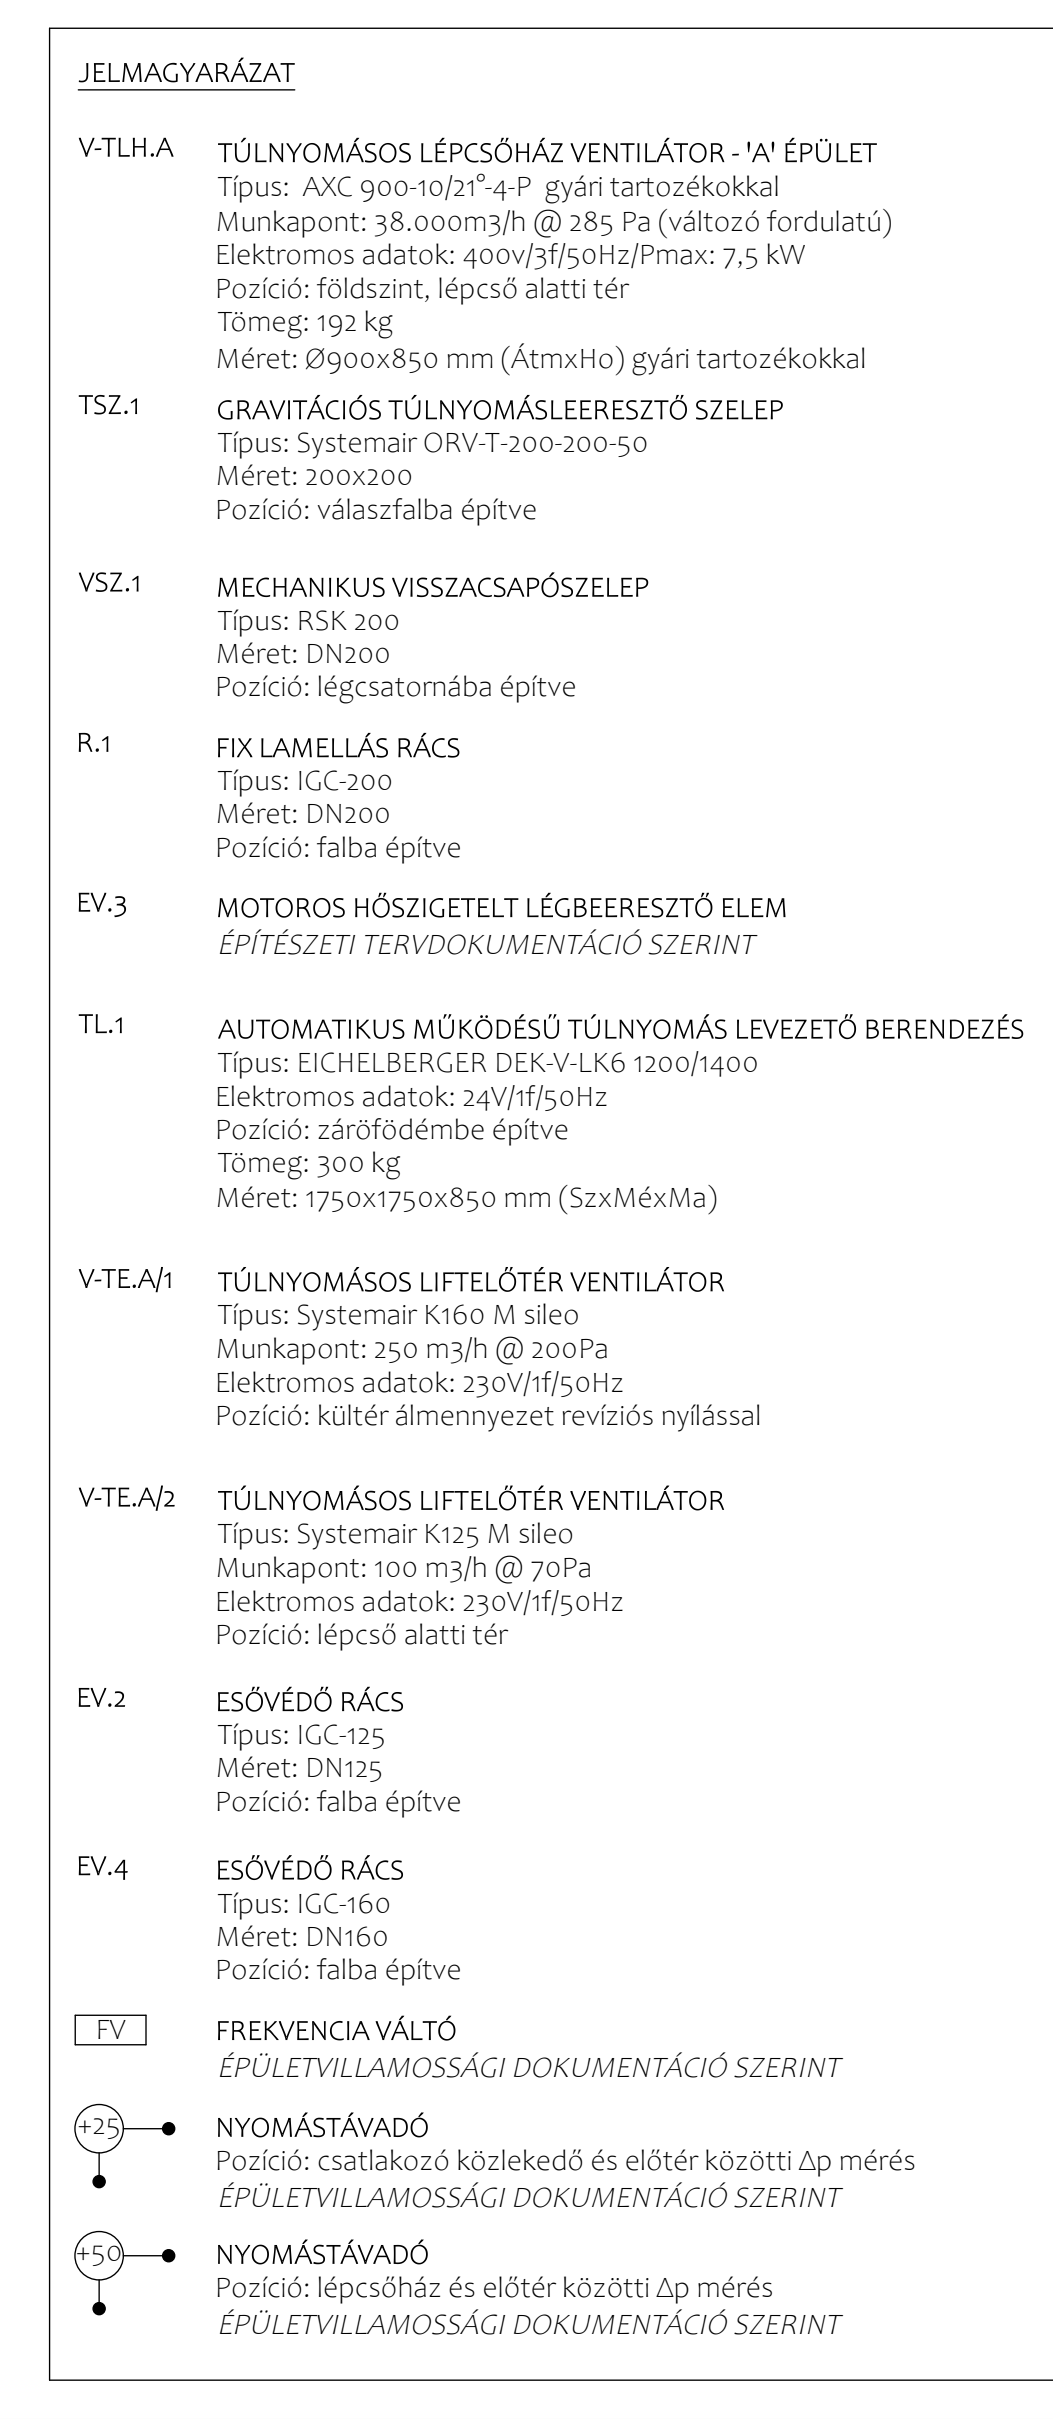 JELMAGYARÁZAT
V-TLH.A TÚLNYOMÁSOS LÉPCSŐHÁZ VENTILÁTOR - 'A' ÉPÜLET
Típus: AXC 900-10/21°-4-P gyári tartozékokkal
Munkapont: 38.000m3/h @ 285 Pa (változó fordulatú)
Elektromos adatok: 400v/3f/50Hz/Pmax: 7,5 kW
Pozíció: földszint, lépcső alatti tér
Tömeg: 192 kg
Méret: Ø900x850 mm (ÁtmxHo) gyári tartozékokkal
TSZ.1 GRAVITÁCIÓS TÚLNYOMÁSLEERESZTŐ SZELEP
Típus: Systemair ORV-T-200-200-50
Méret: 200x200
Pozíció: válaszfalba építve
VSZ.1 MECHANIKUS VISSZACSAPÓSZELEP
Típus: RSK 200
Méret: DN200
Pozíció: légcsatornába építve
R.1 FIX LAMELLÁS RÁCS
Típus: IGC-200
Méret: DN200
Pozíció: falba építve
EV.3 MOTOROS HŐSZIGETELT LÉGBEERESZTŐ ELEM
ÉPÍTÉSZETI TERVDOKUMENTÁCIÓ SZERINT
TL.1 AUTOMATIKUS MŰKÖDÉSŰ TÚLNYOMÁS LEVEZETŐ BERENDEZÉS
Típus: EICHELBERGER DEK-V-LK6 1200/1400
Elektromos adatok: 24V/1f/50Hz
Pozíció: záröfödémbe építve
Tömeg: 300 kg
Méret: 1750x1750x850 mm (SzxMéxMa)
V-TE.A/1 TÚLNYOMÁSOS LIFTELŐTÉR VENTILÁTOR
Típus: Systemair K160 M sileo
Munkapont: 250 m3/h @ 200Pa
Elektromos adatok: 230V/1f/50Hz
Pozíció: kültér álmennyezet revíziós nyílással
V-TE.A/2 TÚLNYOMÁSOS LIFTELŐTÉR VENTILÁTOR
Típus: Systemair K125 M sileo
Munkapont: 100 m3/h @ 70Pa
Elektromos adatok: 230V/1f/50Hz
Pozíció: lépcső alatti tér
EV.2 ESŐVÉDŐ RÁCS
Típus: IGC-125
Méret: DN125
Pozíció: falba építve
EV.4 ESŐVÉDŐ RÁCS
Típus: IGC-160
Méret: DN160
Pozíció: falba építve
FV FREKVENCIA VÁLTÓ
ÉPÜLETVILLAMOSSÁGI DOKUMENTÁCIÓ SZERINT
+25 NYOMÁSTÁVADÓ
Pozíció: csatlakozó közlekedő és előtér közötti Δp mérés
ÉPÜLETVILLAMOSSÁGI DOKUMENTÁCIÓ SZERINT
+50 NYOMÁSTÁVADÓ
Pozíció: lépcsőház és előtér közötti Δp mérés
ÉPÜLETVILLAMOSSÁGI DOKUMENTÁCIÓ SZERINT